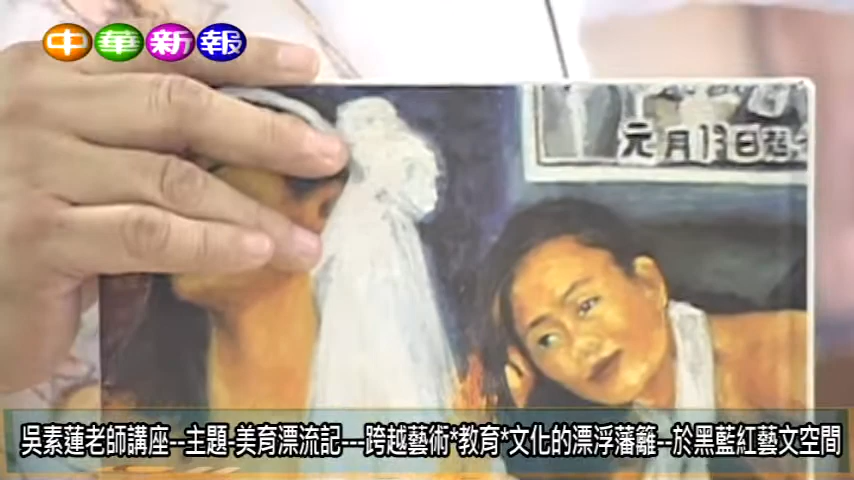 中華新報
元月13日起
吳素蓮老師講座--主題-美育漂流記---跨越藝術*教育*文化的漂浮藩籬--於黑藍紅藝文空間